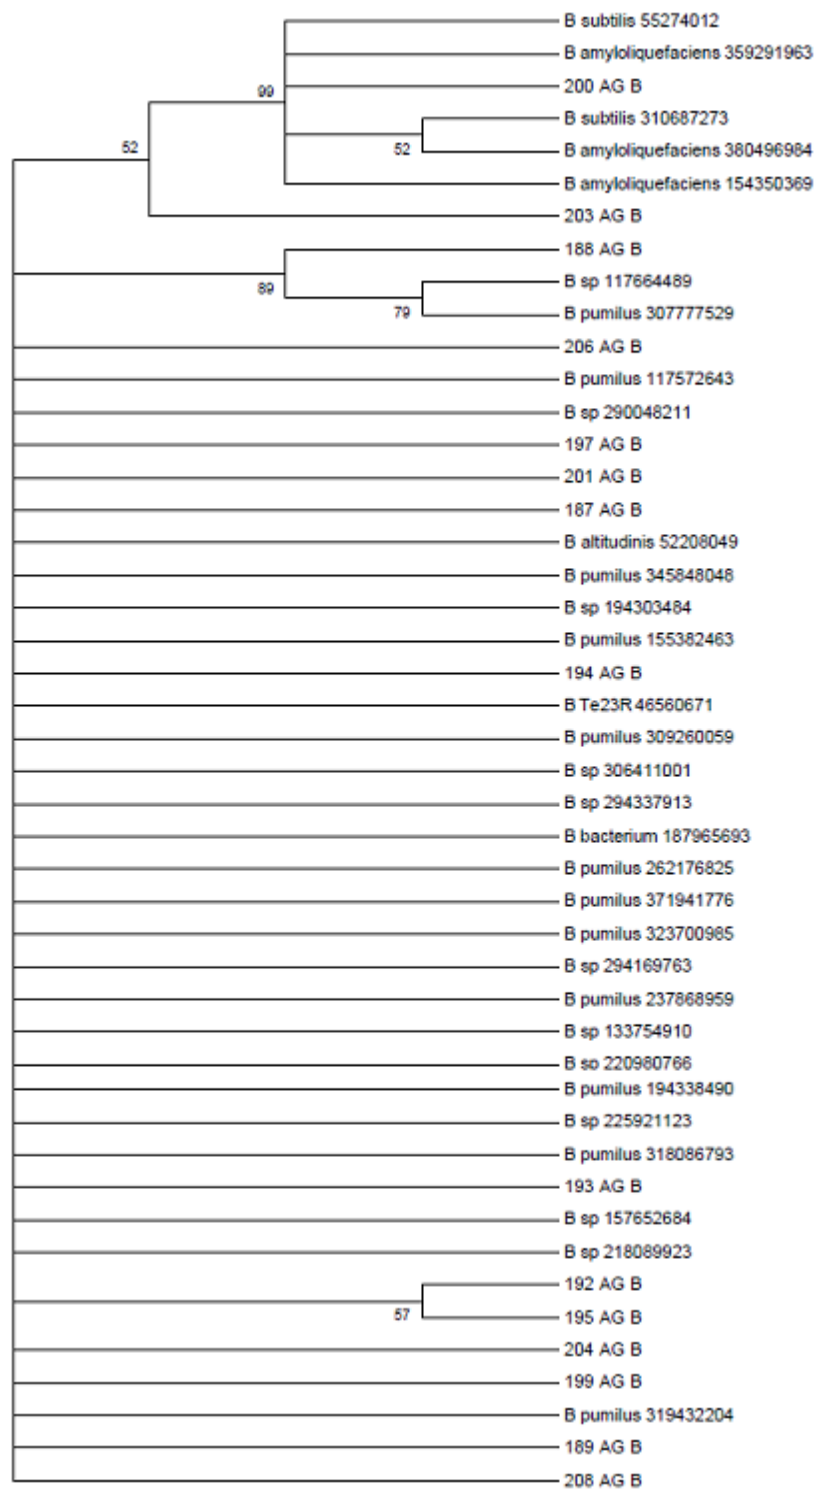 B subtilis 55274012
B amyloliquefaciens 359291963
99
200 AG B
B subtilis 310687273
52
52
B amyloliquefaciens 380496984
B amyloliquefaciens 154350369
203 AG B
188 AG B
B sp 117664489
89
79
B pumilus 307777529
206 AG B
B pumilus 117572643
B sp 290048211
197 AG B
201 AG B
187 AG B
B altitudinis 52208049
B pumilus 345848048
B sp 194303484
B pumilus 155382463
194 AG B
B Te23R 46560671
B pumilus 309260059
B sp 306411001
B sp 294337913
B bacterium 187965693
B pumilus 262176825
B pumilus 371941776
B pumilus 323700985
B sp 294169763
B pumilus 237868959
B sp 133754910
B so 220980766
B pumilus 194338490
B sp 225921123
B pumilus 318086793
193 AG B
B sp 157652684
B sp 218089923
192 AG B
57
195 AG B
204 AG B
199 AG B
B pumilus 319432204
189 AG B
208 AG B